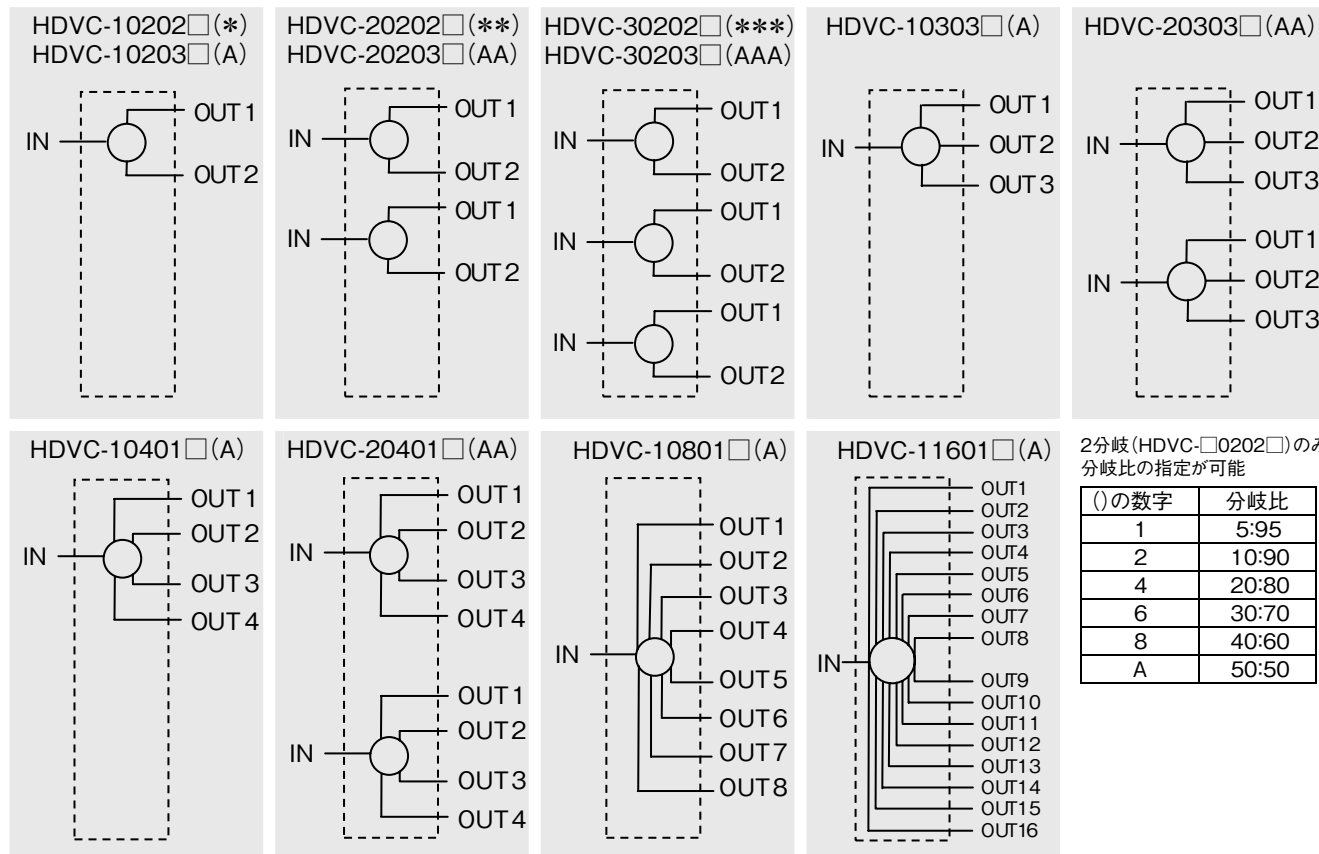 HDVC-10202□(*)
HDVC-10203□(A)
IN
OUT1
OUT2
HDVC-20202□(**)
HDVC-20203□(AA)
IN
OUT1
OUT2
IN
OUT1
OUT2
HDVC-30202□(***)
HDVC-30203□(AAA)
IN
OUT1
OUT2
IN
OUT1
OUT2
IN
OUT1
OUT2
HDVC-10303□(A)
IN
OUT1
OUT2
OUT3
HDVC-20303□(AA)
IN
OUT1
OUT2
OUT3
IN
OUT1
OUT2
OUT3
HDVC-10401□(A)
IN
OUT1
OUT2
OUT3
OUT4
HDVC-20401□(AA)
IN
OUT1
OUT2
OUT3
OUT4
IN
OUT1
OUT2
OUT3
OUT4
HDVC-10801□(A)
IN
OUT1
OUT2
OUT3
OUT4
OUT5
OUT6
OUT7
OUT8
HDVC-11601□(A)
IN
OUT1
OUT2
OUT3
OUT4
OUT5
OUT6
OUT7
OUT8
OUT9
OUT10
OUT11
OUT12
OUT13
OUT14
OUT15
OUT16
2分岐(HDVC-□0202□)のみ
分岐比の指定が可能
()の数字 分岐比
1 5:95
2 10:90
4 20:80
6 30:70
8 40:60
A 50:50